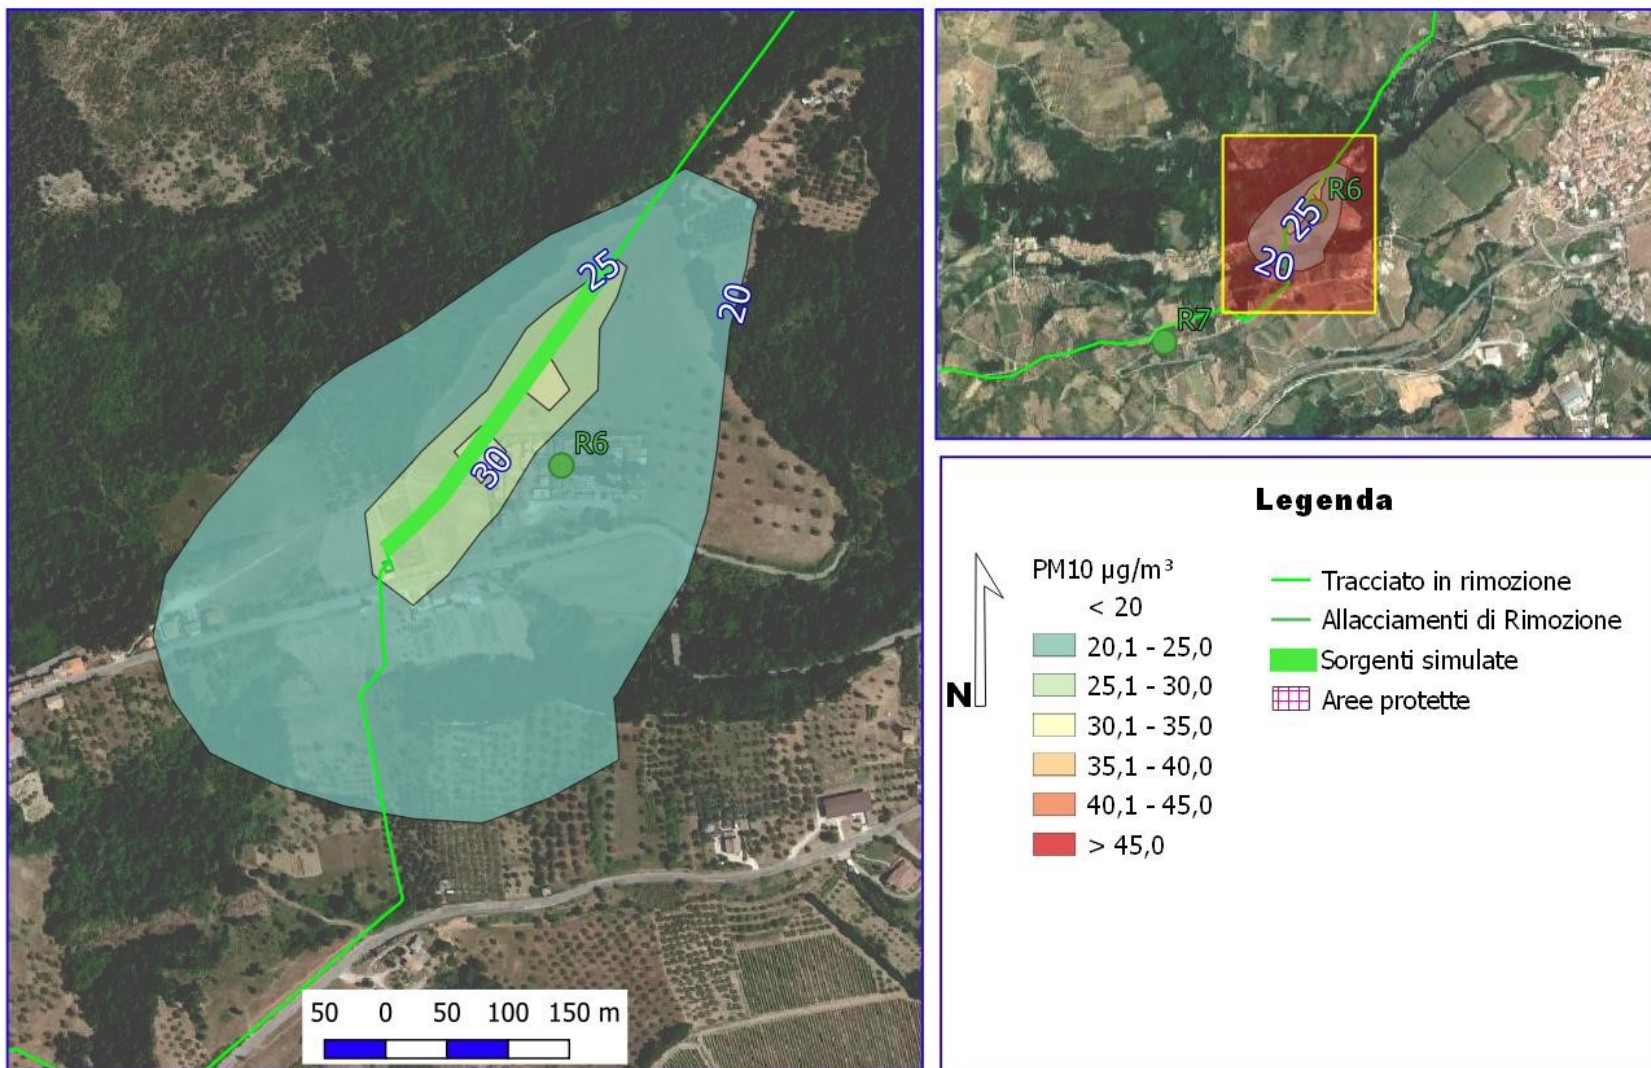 25
20
R6
30
50 0 50 100 150 m
R6
25
20
R7
Legenda
N
PM10 µg/m³
< 20
20,1 - 25,0
25,1 - 30,0
30,1 - 35,0
35,1 - 40,0
40,1 - 45,0
> 45,0
Tracciato in rimozione
Allacciamenti di Rimozione
Sorgenti simulate
Aree protette